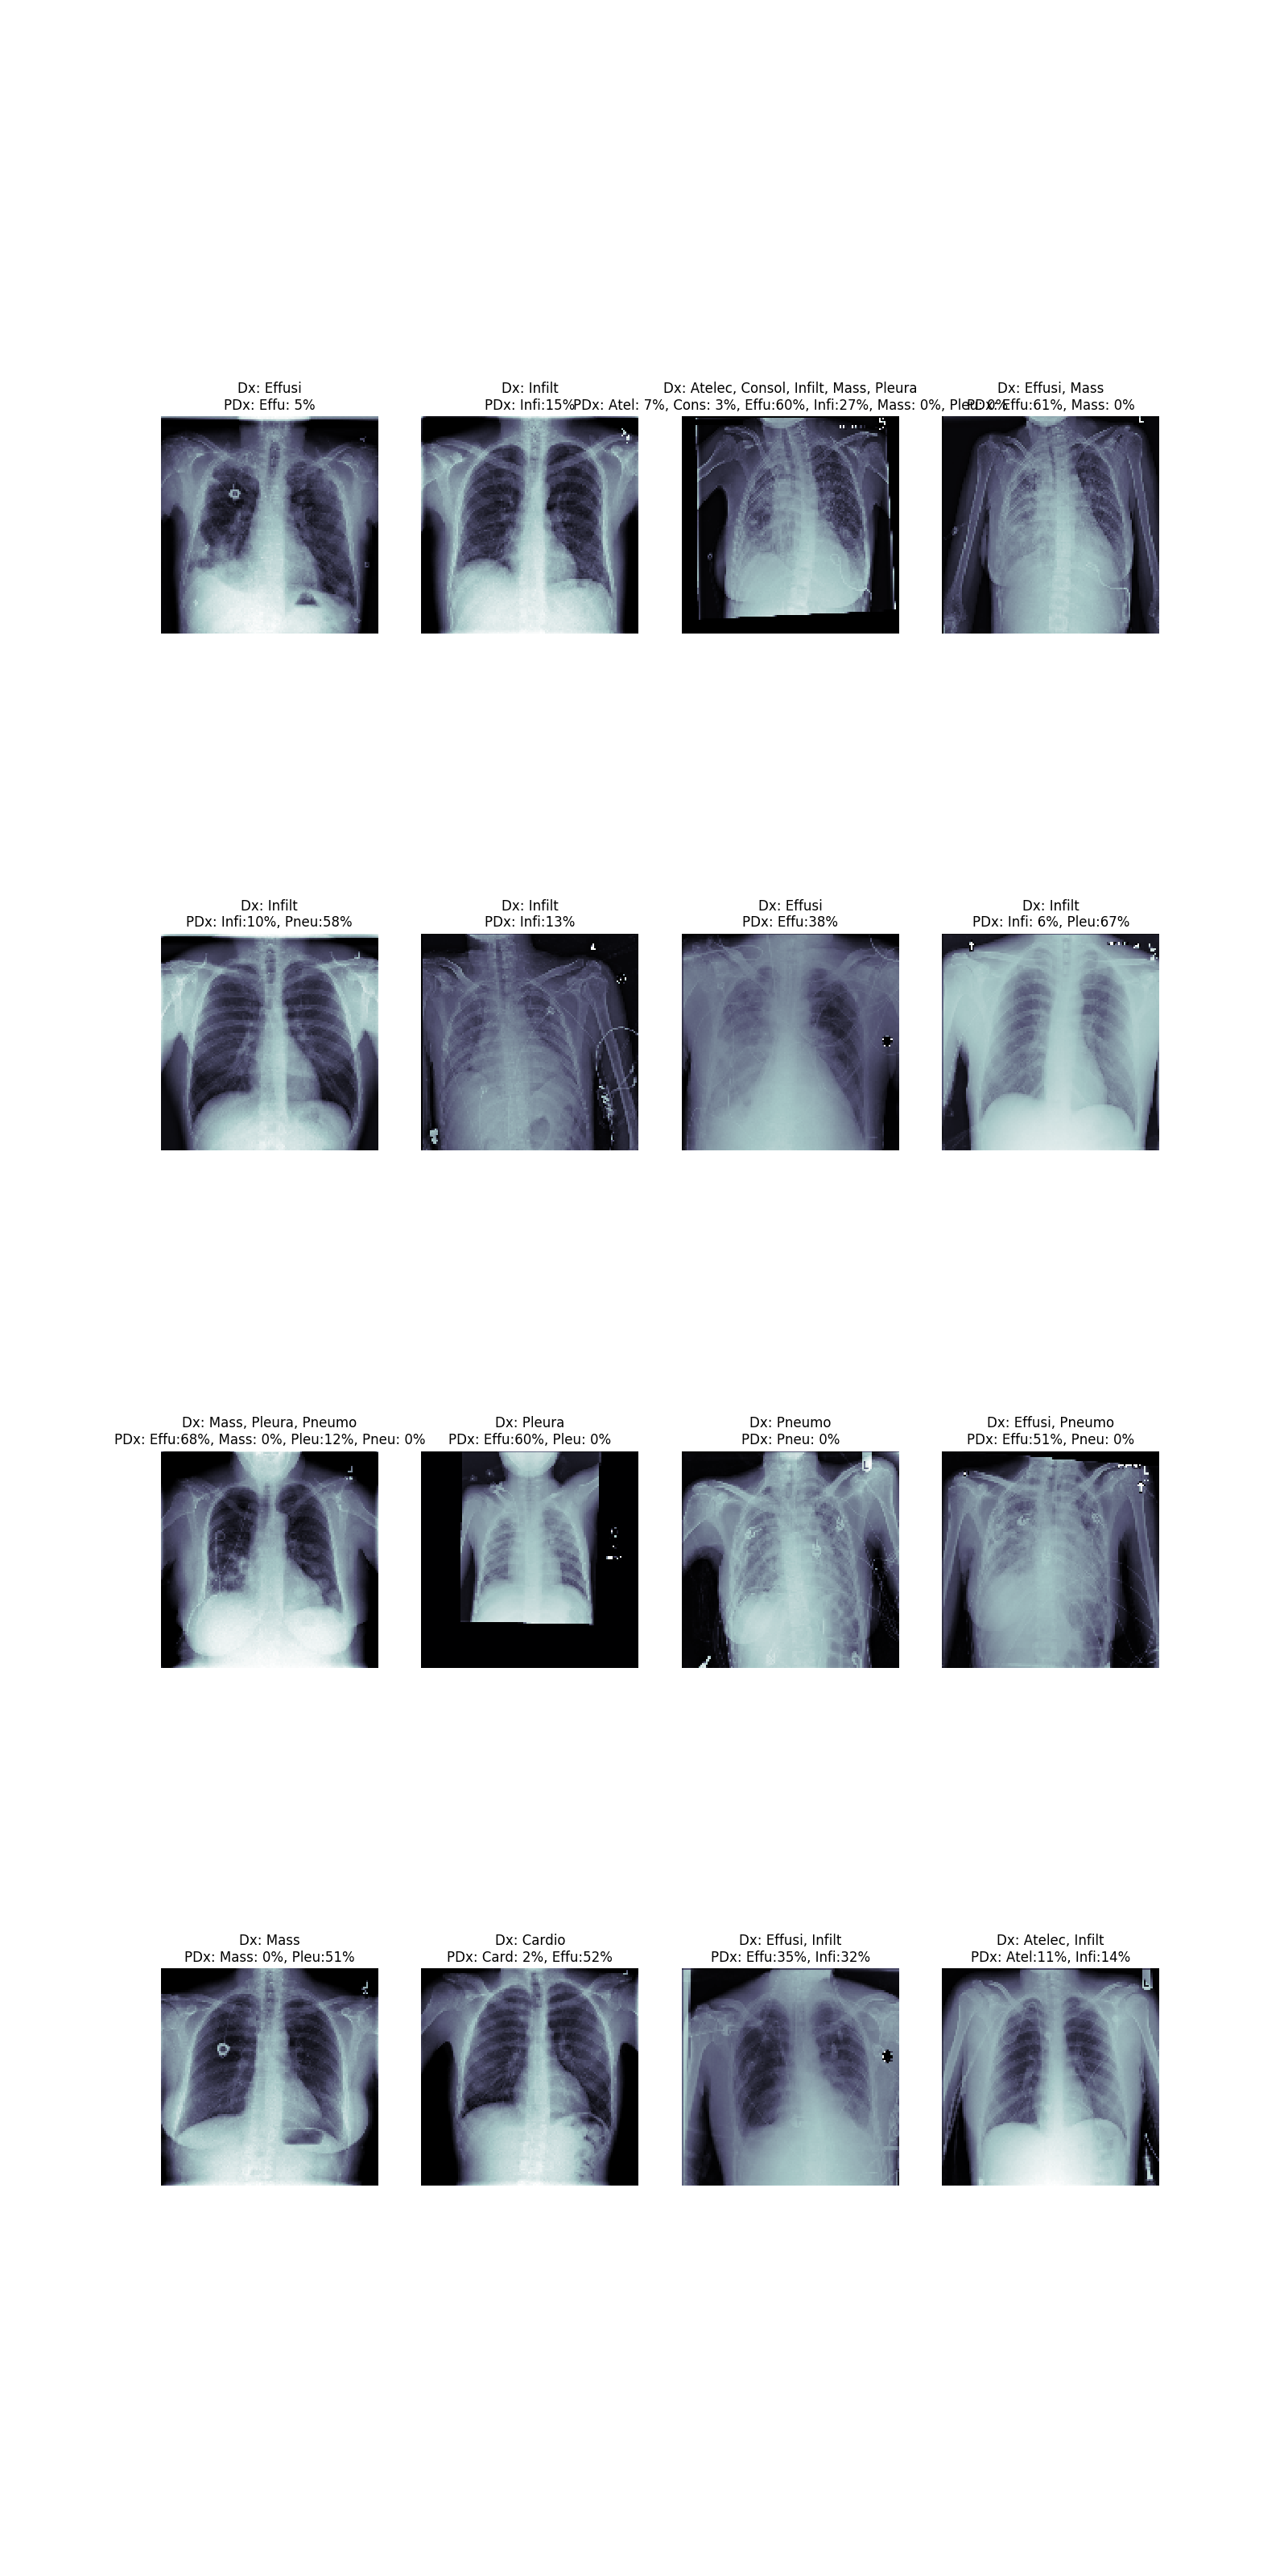 Dx: Effusi
PDx: Effu: 5%
Dx: Infilt
PDx: Infi:15%
Dx: Atelec, Consol, Infilt, Mass, Pleura
PDx: Atel: 7%, Cons: 3%, Effu:60%, Infi:27%, Mass: 0%, Pleu: 0%
Dx: Effusi, Mass
PDx: Effu:61%, Mass: 0%
Dx: Infilt
PDx: Infi:10%, Pneu:58%
Dx: Infilt
PDx: Infi:13%
Dx: Effusi
PDx: Effu:38%
Dx: Infilt
PDx: Infi: 6%, Pleu:67%
Dx: Mass, Pleura, Pneumo
PDx: Effu:68%, Mass: 0%, Pleu:12%, Pneu: 0%
Dx: Pleura
PDx: Effu:60%, Pleu: 0%
Dx: Pneumo
PDx: Pneu: 0%
L
Dx: Effusi, Pneumo
PDx: Effu:51%, Pneu: 0%
Dx: Mass
PDx: Mass: 0%, Pleu:51%
Dx: Cardio
PDx: Card: 2%, Effu:52%
Dx: Effusi, Infilt
PDx: Effu:35%, Infi:32%
Dx: Atelec, Infilt
PDx: Atel:11%, Infi:14%
L